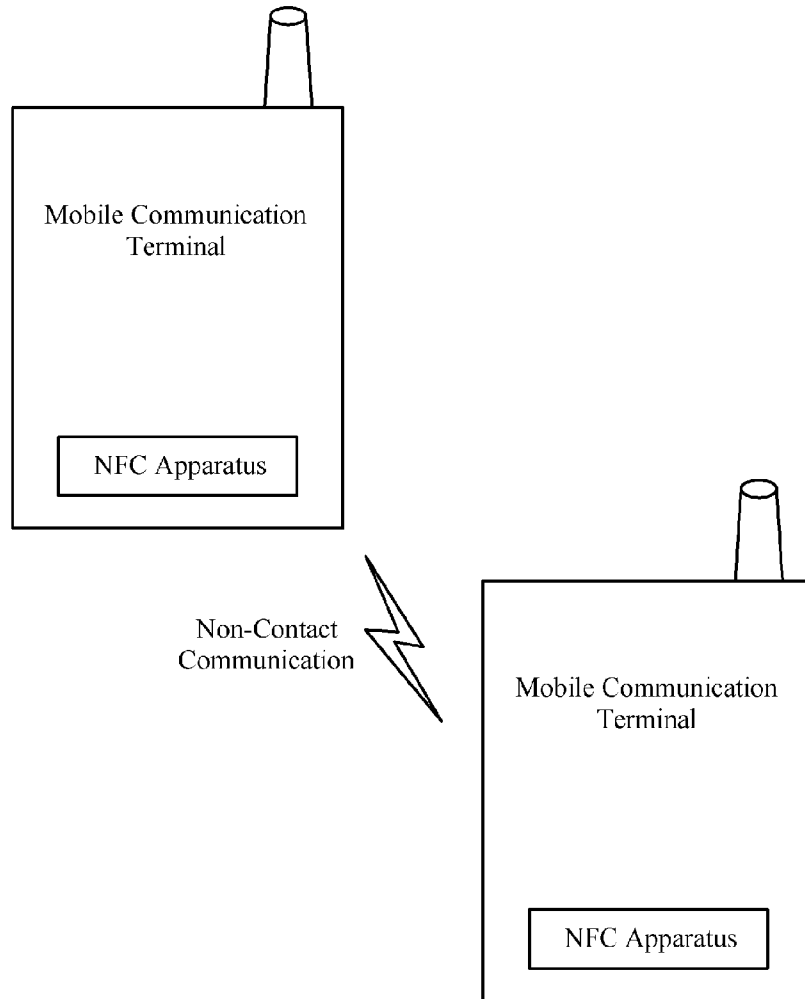 Mobile Communication
Terminal
NFC Apparatus
Non-Contact
Communication
Mobile Communication
Terminal
NFC Apparatus